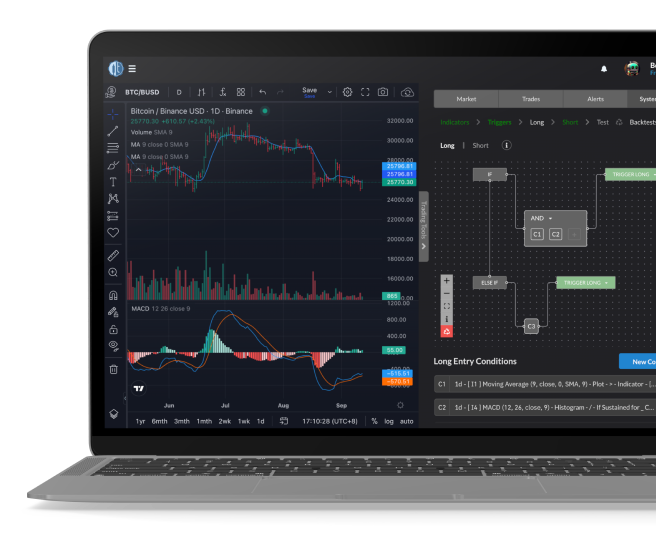 BTC/BUSD D Save
Save
Bitcoin / Binance USD · 1D · Binance
25770.30 +610.57 (+2.43%)
Volume SMA 9
MA 9 close 0 SMA 9
MA 9 close 0 SMA 9
32000.00
30000.00
28000.00
25796.81
25796.81
25770.30
24000.00
22000.00
20000.00
18000.00
16000.00
865
1200.00
MACD 12 26 close 9
800.00
400.00
55.00
-515.51
-570.51
Jun Jul Aug Sep
1yr 6mth 3mth 1mth 2wk 1wk 1d 17:10:28 (UTC+8) % log auto
Trading Tools
Market Trades Alerts
Indicators > Triggers > Long > Short > Test Backtests
Long | Short i
IF TRIGGER LONG
AND
C1 C2 +
ELSE IF TRIGGER LONG
C3
Long Entry Conditions
New Co
C1 1d - [ I1 ] Moving Average (9, close, 0, SMA, 9) - Plot - > - Indicator - [...
C2 1d - [ I4 ] MACD (12, 26, close, 9) - Histogram - / - If Sustained for _ C...